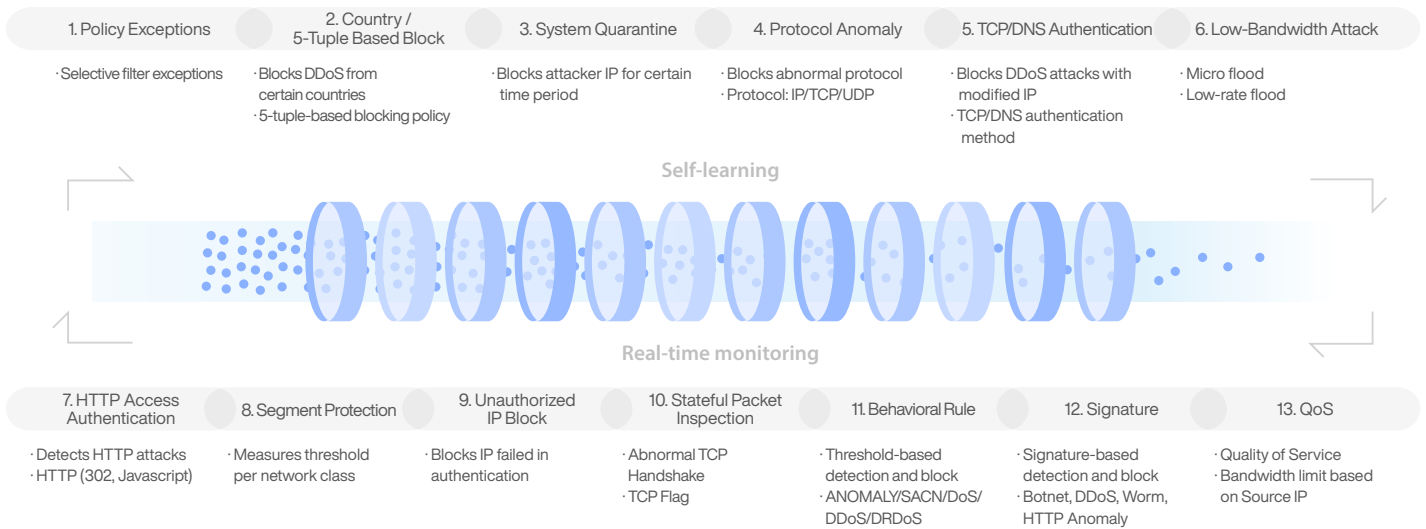 1. Policy Exceptions
· Selective filter exceptions
2. Country /
5-Tuple Based Block
· Blocks DDoS from
certain countries
· 5-tuple-based blocking policy
3. System Quarantine
· Blocks attacker IP for certain
time period
4. Protocol Anomaly
· Blocks abnormal protocol
· Protocol: IP/TCP/UDP
5. TCP/DNS Authentication
· Blocks DDoS attacks with
modified IP
· TCP/DNS authentication
method
6. Low-Bandwidth Attack
· Micro flood
· Low-rate flood
Self-learning
Real-time monitoring
7. HTTP Access
Authentication
· Detects HTTP attacks
· HTTP (302, Javascript)
8. Segment Protection
· Measures threshold
per network class
9. Unauthorized
IP Block
· Blocks IP failed in
authentication
10. Stateful Packet
Inspection
· Abnormal TCP
Handshake
· TCP Flag
11. Behavioral Rule
· Threshold-based
detection and block
· ANOMALY/SACN/DoS/
DDoS/DRDoS
12. Signature
· Signature-based
detection and block
· Botnet, DDoS, Worm,
HTTP Anomaly
13. QoS
· Quality of Service
· Bandwidth limit based
on Source IP